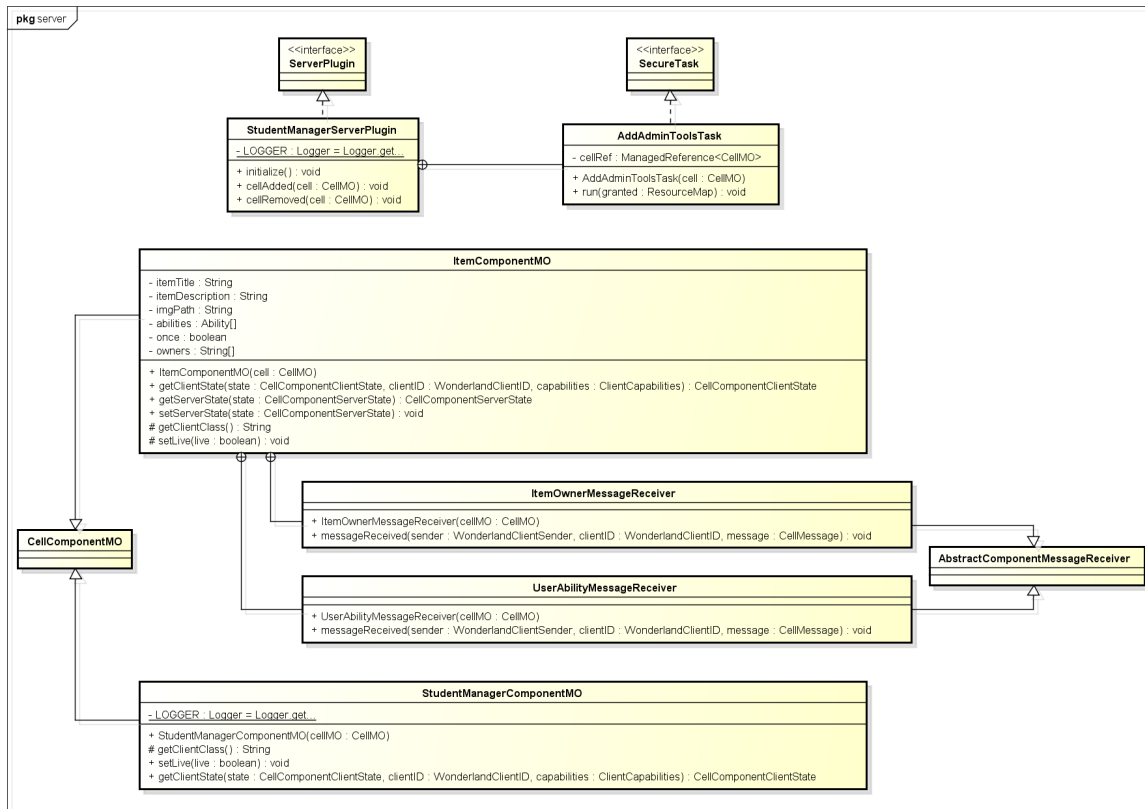 pkg server
<<interface>>
ServerPlugin
<<interface>>
SecureTask
StudentManagerServerPlugin
- LOGGER : Logger = Logger.get...
+ initialize() : void
+ cellAdded(cell : CellMO) : void
+ cellRemoved(cell : CellMO) : void
AddAdminToolsTask
- cellRef : ManagedReference<CellMO>
+ AddAdminToolsTask(cell : CellMO)
+ run(granted : ResourceMap) : void
ItemComponentMO
- itemTitle : String
- itemDescription : String
- imgPath : String
- abilities : Ability[]
- once : boolean
- owners : String[]
+ ItemComponentMO(cell : CellMO)
+ getClientState(state : CellComponentClientState, clientID : WonderlandClientID, capabilities : ClientCapabilities) : CellComponentClientState
+ getServerState(state : CellComponentServerState) : CellComponentServerState
+ setServerState(state : CellComponentServerState) : void
# getClientClass() : String
# setLive(live : boolean) : void
ItemOwnerMessageReceiver
+ ItemOwnerMessageReceiver(cellMO : CellMO)
+ messageReceived(sender : WonderlandClientSender, clientID : WonderlandClientID, message : CellMessage) : void
CellComponentMO
AbstractComponentMessageReceiver
UserAbilityMessageReceiver
+ UserAbilityMessageReceiver(cellMO : CellMO)
+ messageReceived(sender : WonderlandClientSender, clientID : WonderlandClientID, message : CellMessage) : void
StudentManagerComponentMO
- LOGGER : Logger = Logger.get...
+ StudentManagerComponentMO(cellMO : CellMO)
# getClientClass() : String
+ setLive(live : boolean) : void
+ getClientState(state : CellComponentClientState, clientID : WonderlandClientID, capabilities : ClientCapabilities) : CellComponentClientState